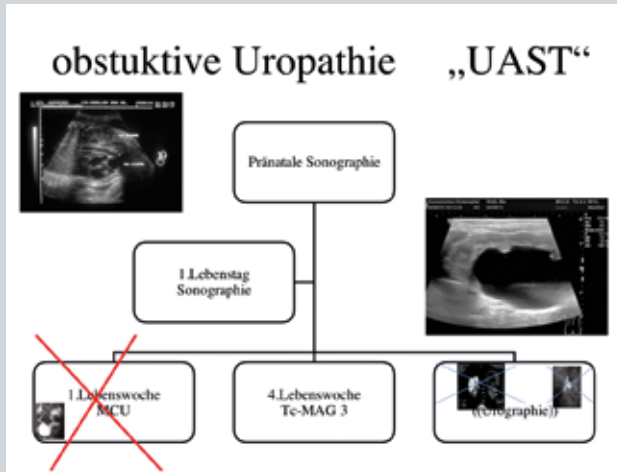 obstuktive Uropathie „UAST“
Pränatale Sonographie
1.Lebenstag
Sonographie
1.Lebenswoche
MCU
4.Lebenswoche
Tc-MAG 3
((Urographie))